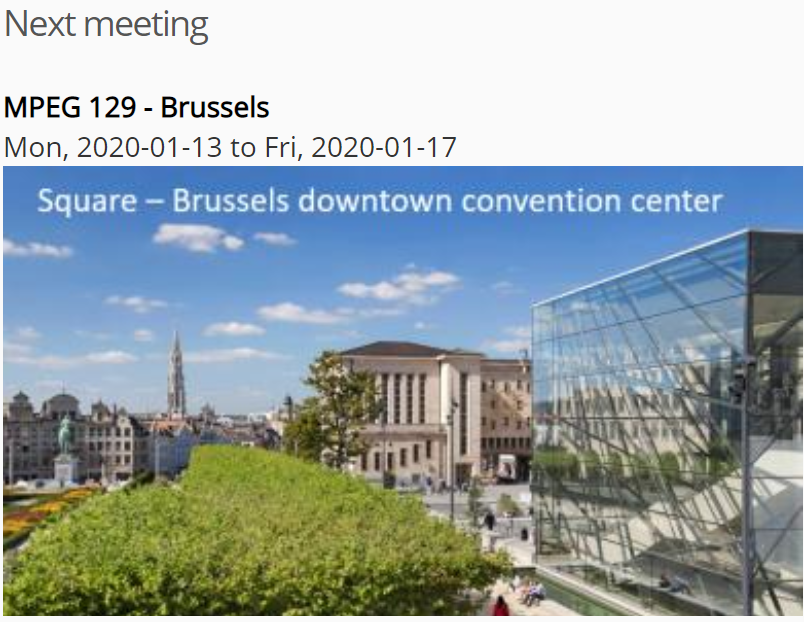 Next meeting
MPEG 129 - Brussels
Mon, 2020-01-13 to Fri, 2020-01-17
Square – Brussels downtown convention center